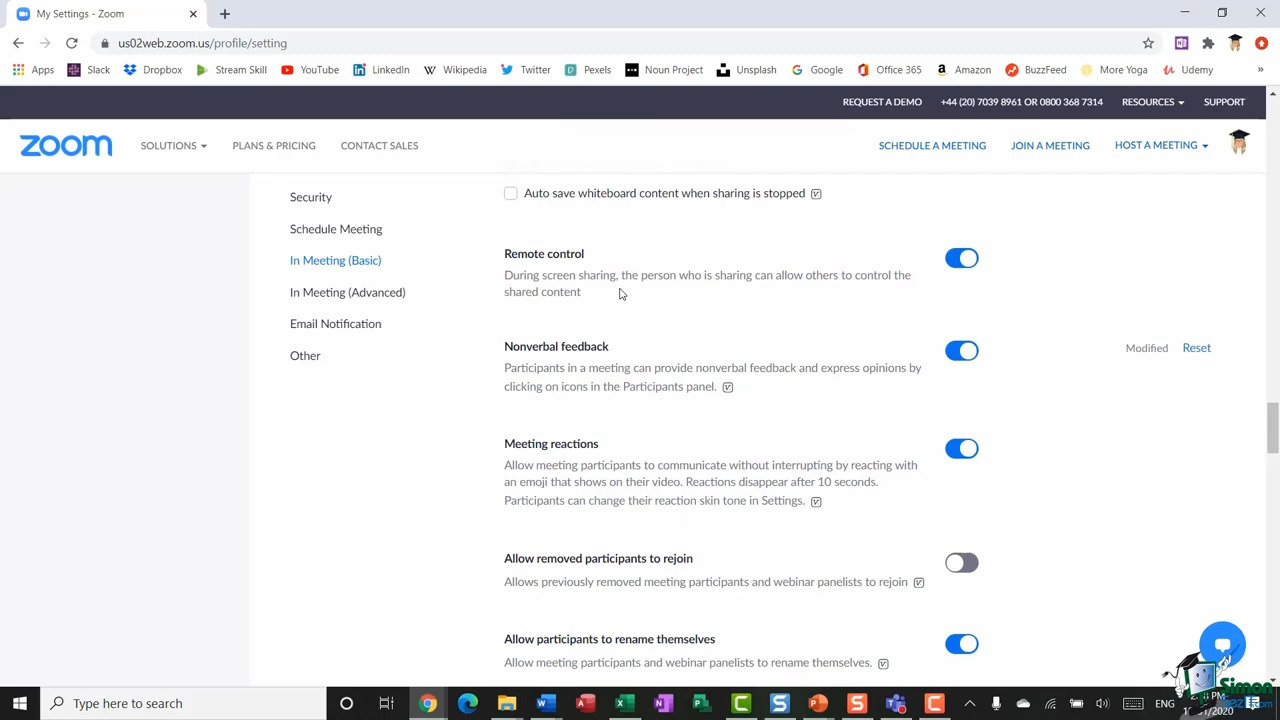 My Settings - Zoom
us02web.zoom.us/profile/setting
Apps Slack Dropbox Stream Skill YouTube LinkedIn Wikipedia Twitter Pexels Noun Project Unsplash Google Office 365 Amazon BuzzFeed More Yoga Udemy »
REQUEST A DEMO +44 (20) 7039 8961 OR 0800 368 7314 RESOURCES SUPPORT
zoom SOLUTIONS PLANS & PRICING CONTACT SALES SCHEDULE A MEETING JOIN A MEETING HOST A MEETING
Security
Schedule Meeting
In Meeting (Basic)
In Meeting (Advanced)
Email Notification
Other
Auto save whiteboard content when sharing is stopped
Remote control
During screen sharing, the person who is sharing can allow others to control the
shared content
Nonverbal feedback
Modified Reset
Participants in a meeting can provide nonverbal feedback and express opinions by
clicking on icons in the Participants panel.
Meeting reactions
Allow meeting participants to communicate without interrupting by reacting with
an emoji that shows on their video. Reactions disappear after 10 seconds.
Participants can change their reaction skin tone in Settings.
Allow removed participants to rejoin
Allows previously removed meeting participants and webinar panelists to rejoin
Allow participants to rename themselves
Allow meeting participants and webinar panelists to rename themselves.
Type here to search
ENG
Simon